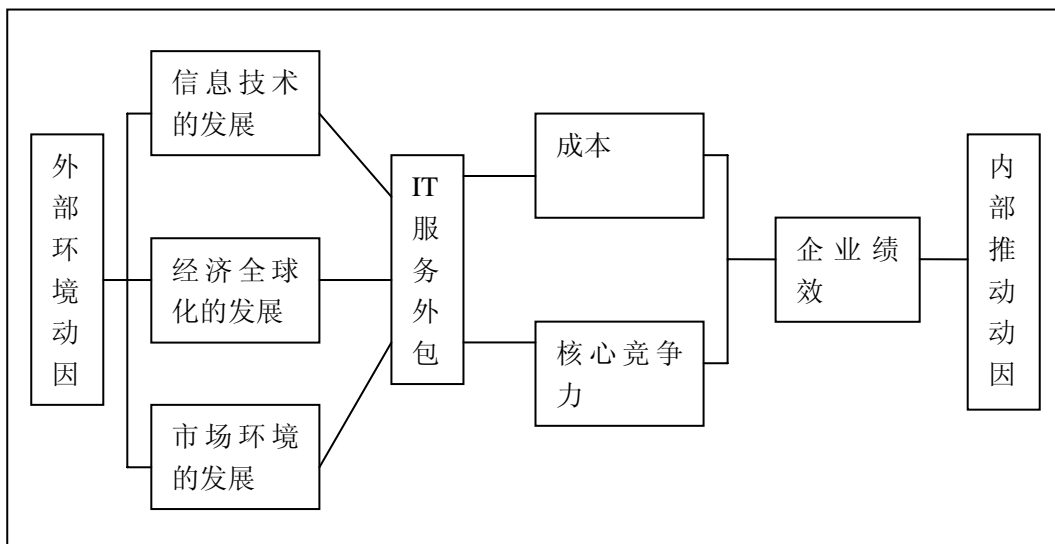 外部环境动因
信息技术
的发展
经济全球
化的发展
市场环境
的发展
IT
服务外包
成本
核心竞争
力
企业绩
效
内部推动动因